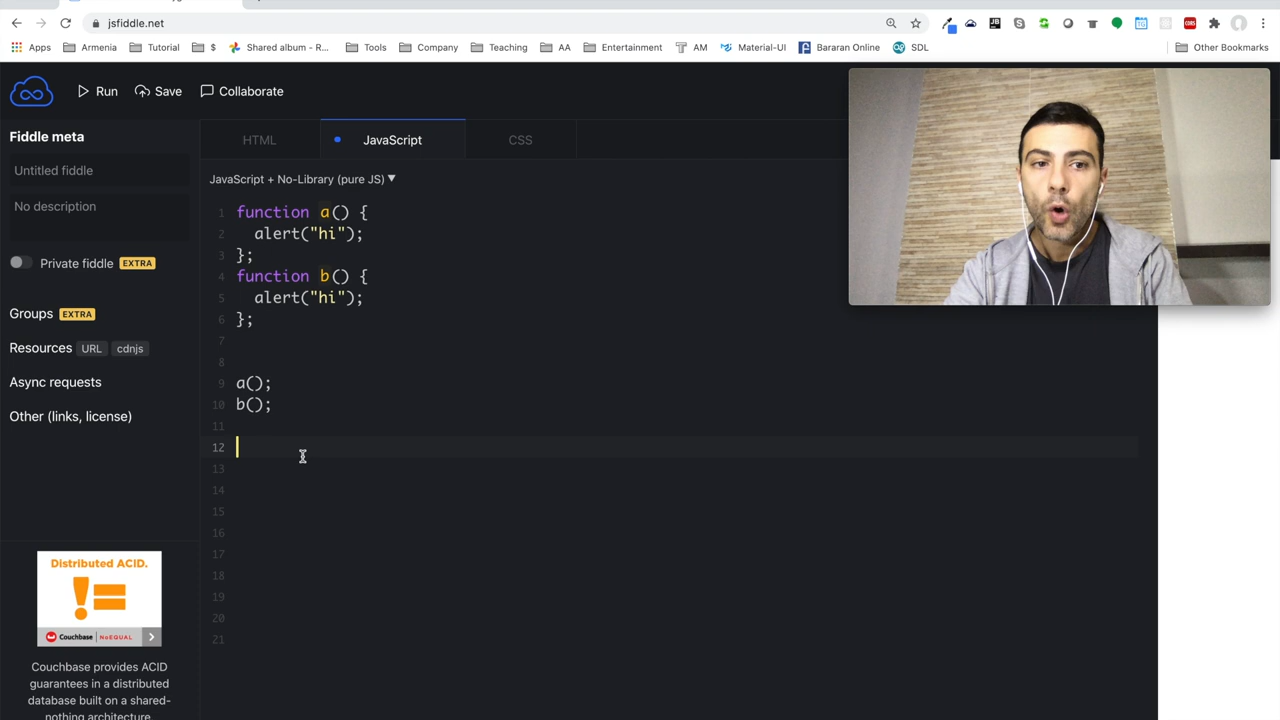 jsfiddle.net
Apps Armenia Tutorial $ Shared album - R... Tools Company Teaching AA Entertainment AM Material-UI Bararan Online SDL Other Bookmarks
Run Save Collaborate
Fiddle meta
Untitled fiddle
No description
Private fiddle EXTRA
Groups EXTRA
Resources URL cdnjs
Async requests
Other (links, license)
Distributed ACID.
!=
Couchbase | NoEQUAL
Couchbase provides ACID
guarantees in a distributed
database built on a shared-
nothing architecture.
HTML JavaScript CSS
JavaScript + No-Library (pure JS)
1 function a() {
2 alert("hi");
3 };
4 function b() {
5 alert("hi");
6 };
7
8
9 a();
10 b();
11
12
13
14
15
16
17
18
19
20
21